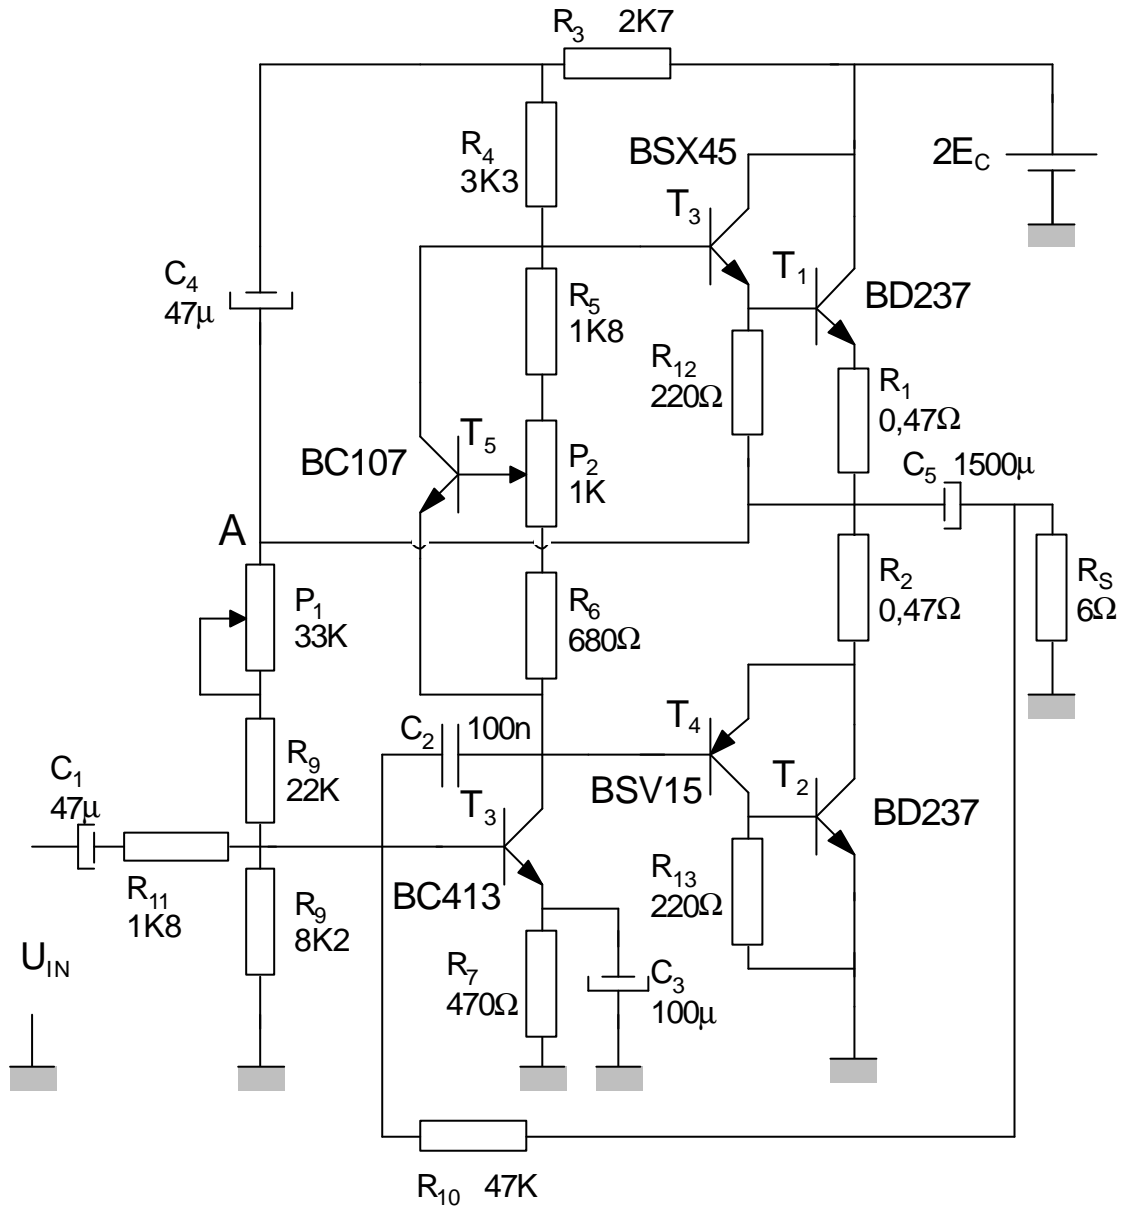 R3 2K7
R4
3K3
BSX45
2EC
T3
C4
47µ
T1
BD237
R5
1K8
R12
220Ω
R1
0,47Ω
T5
BC107
P2
1K
C5 1500µ
A
P1
33K
R6
680Ω
R2
0,47Ω
RS
6Ω
T4
C2 100n
BSV15
T2
BD237
C1
47µ
R9
22K
T3
BC413
R13
220Ω
R11
1K8
R9
8K2
UIN
R7
470Ω
C3
100µ
R10 47K